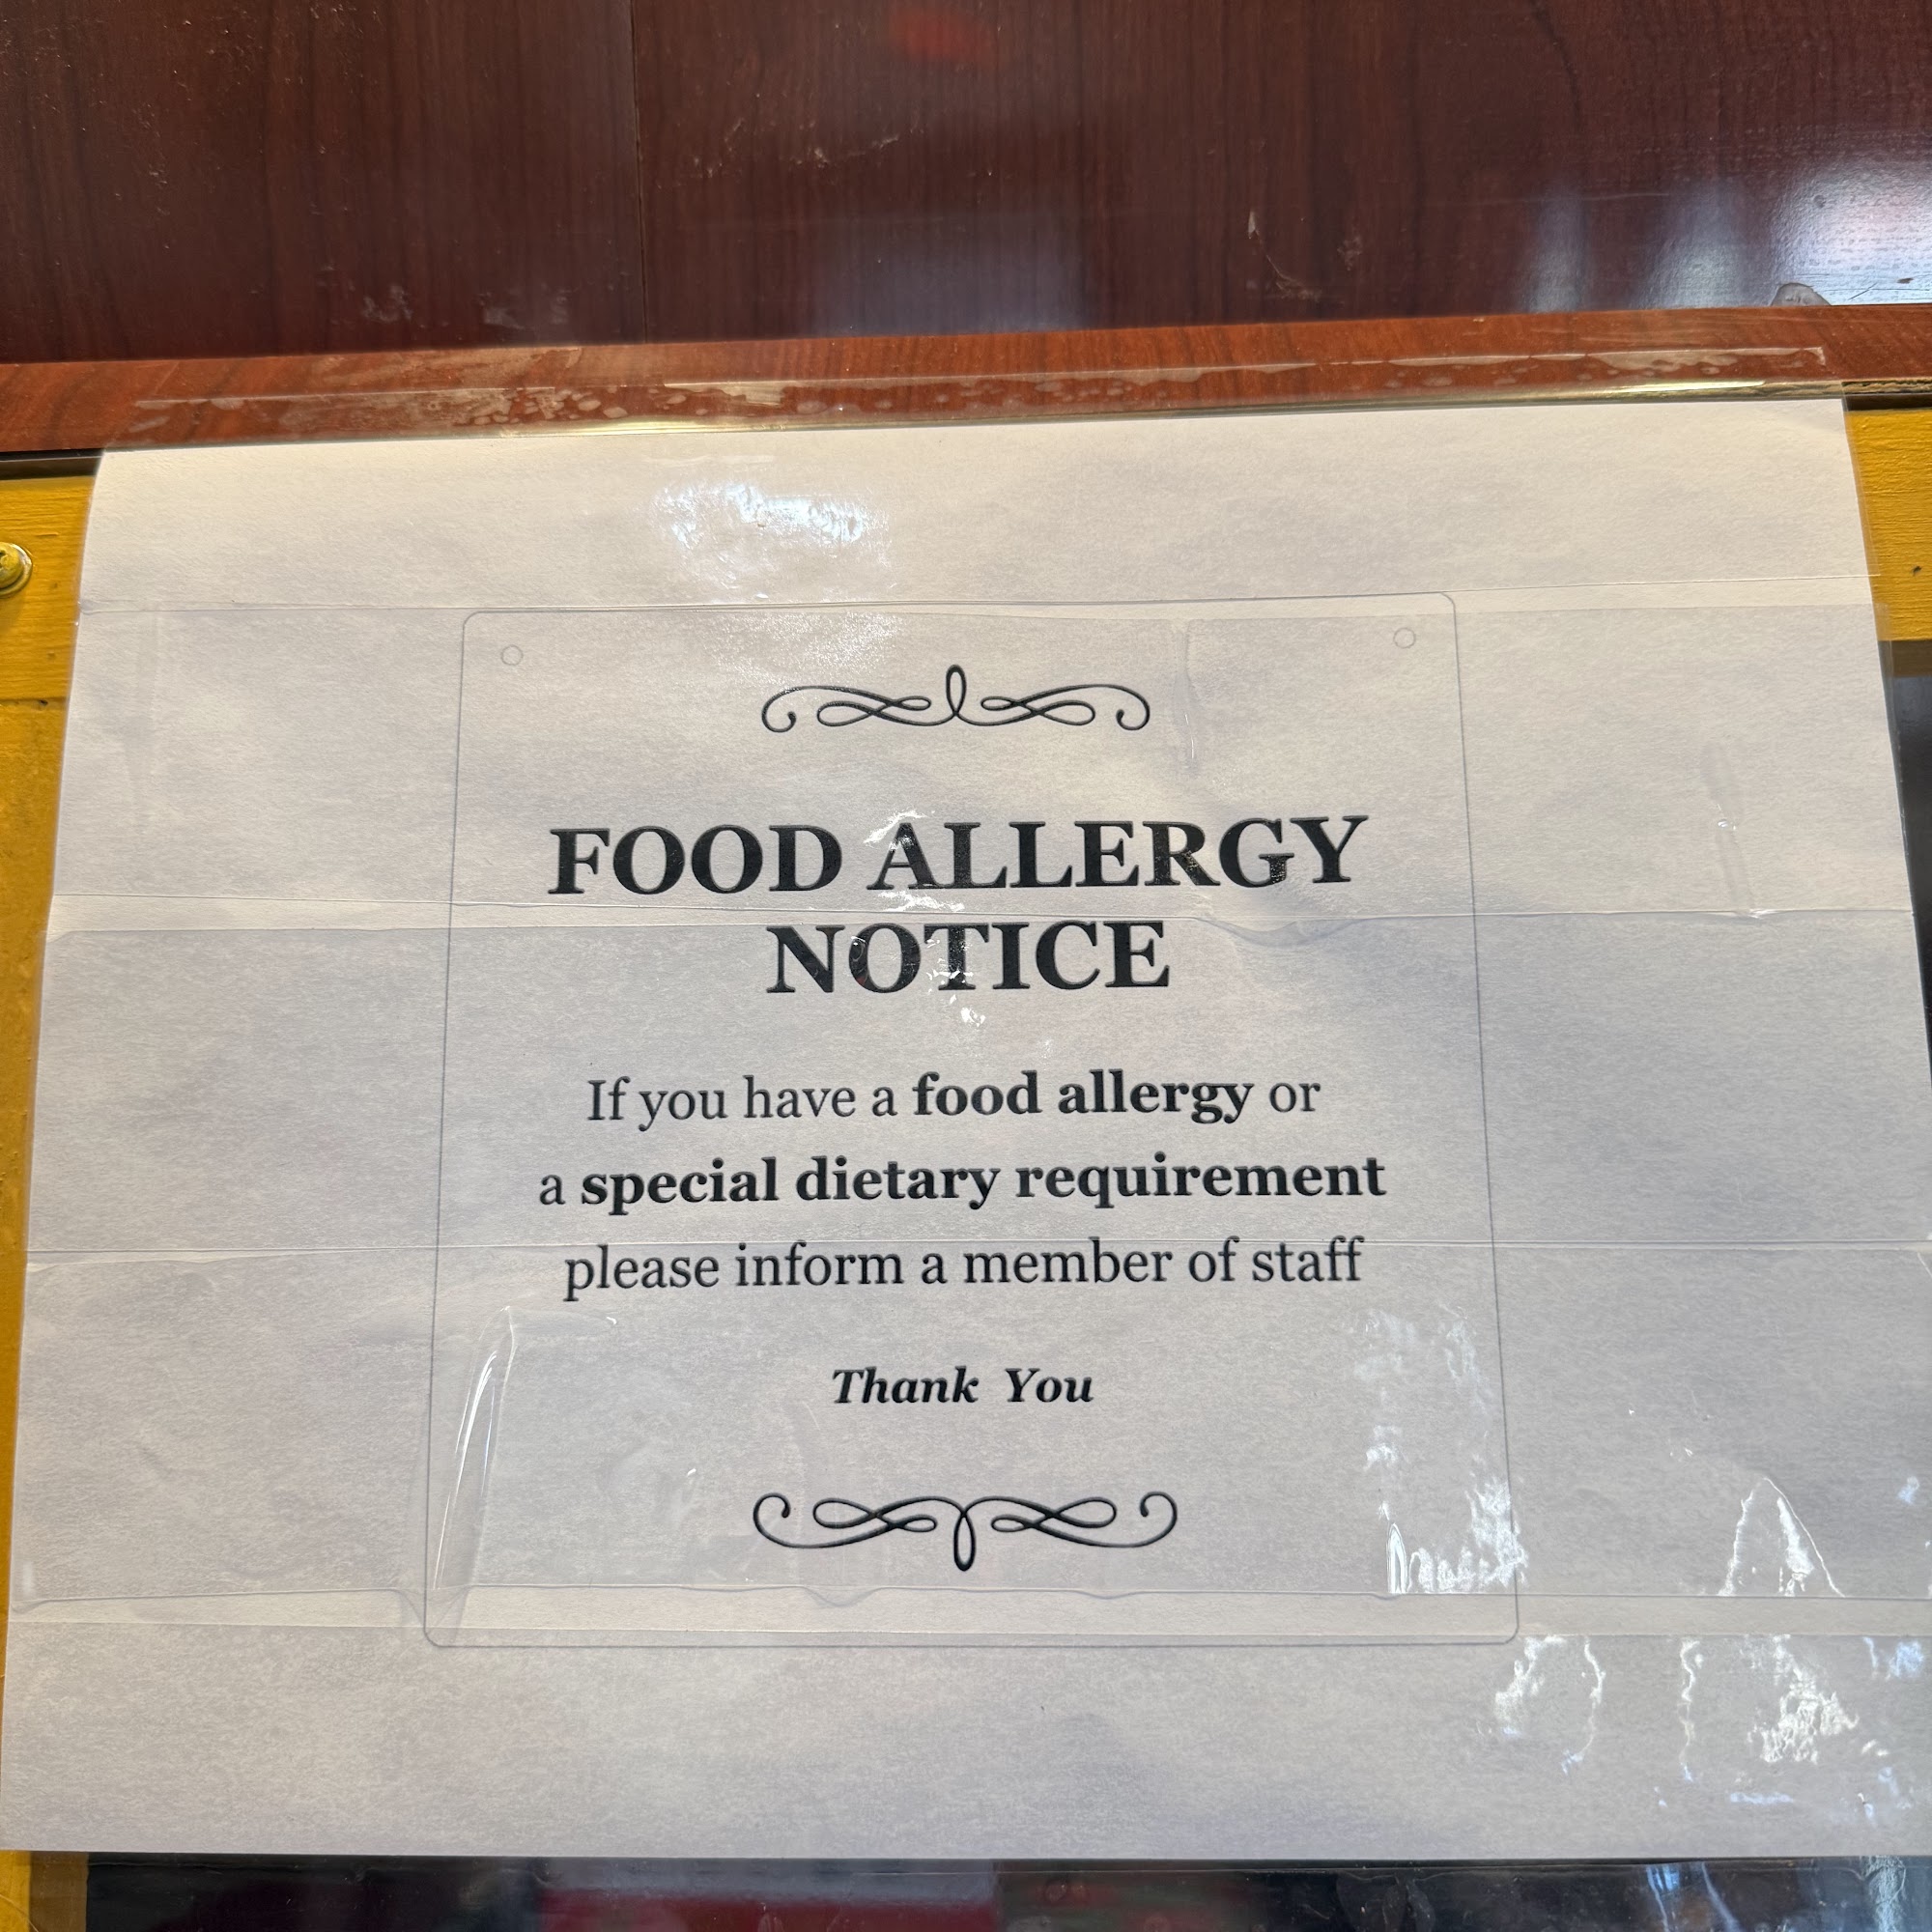 FOOD ALLERGY
NOTICE
If you have a food allergy or
a special dietary requirement
please inform a member of staff
Thank You